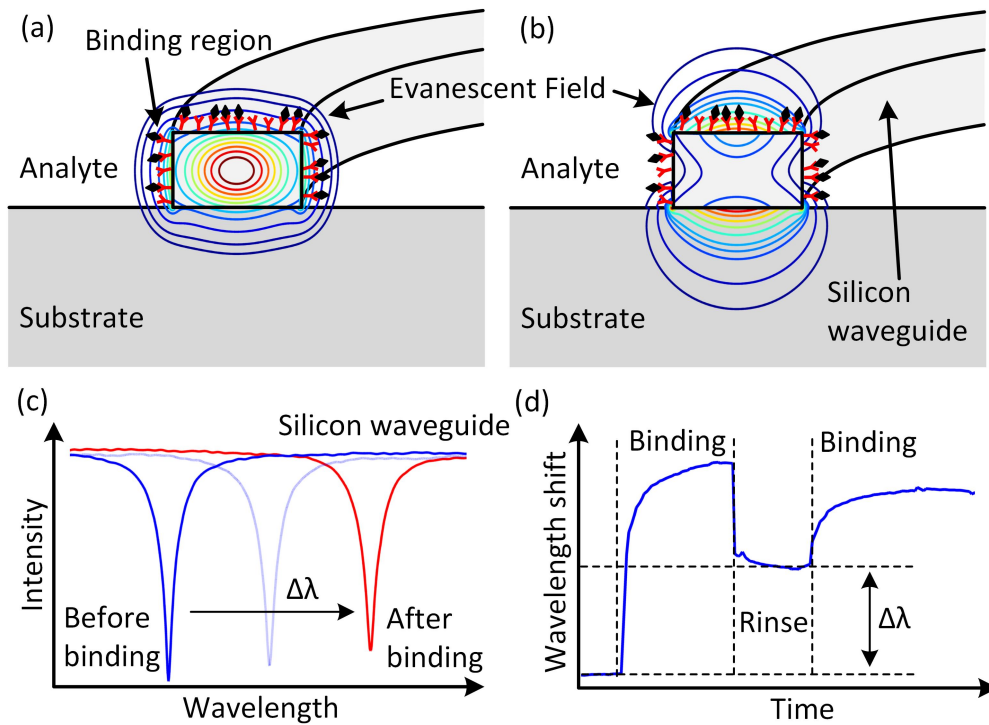 (a)
Binding region
Analyte
Substrate
Evanescent Field
(b)
Analyte
Substrate
Silicon
waveguide
(c)
Silicon waveguide
Intensity
Δλ
Before
binding
After
binding
Wavelength
(d)
Binding
Binding
Wavelength shift
Rinse
Δλ
Time